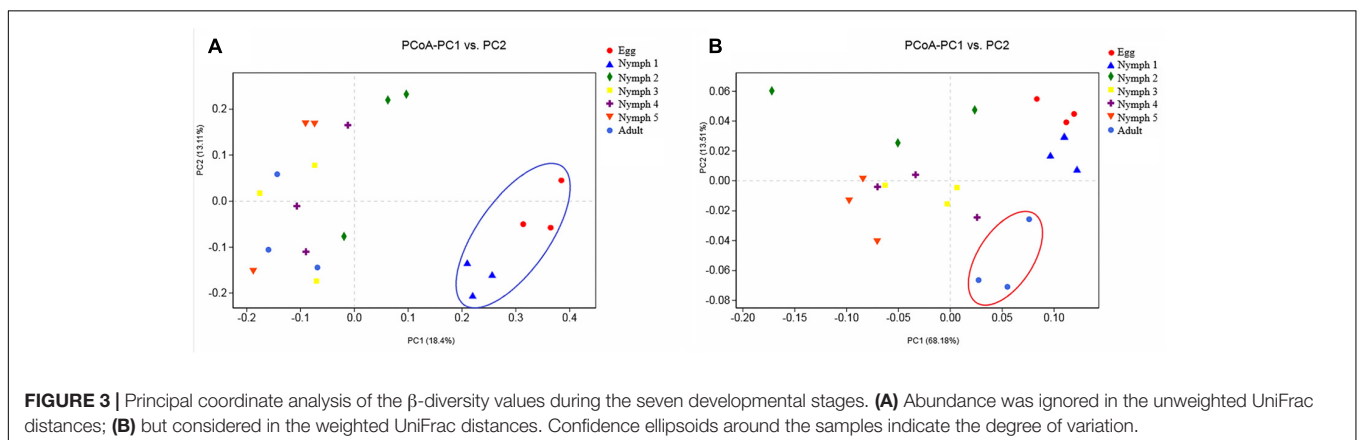 A
PCoA-PC1 vs. PC2
Egg
Nymph 1
Nymph 2
Nymph 3
Nymph 4
Nymph 5
Adult
PC2 (13.11%)
0.2
0.1
0.0
-0.1
-0.2
-0.2
-0.1
0.0
0.1
0.2
0.3
0.4
PC1 (18.4%)
B
PCoA-PC1 vs. PC2
Egg
Nymph 1
Nymph 2
Nymph 3
Nymph 4
Nymph 5
Adult
PC2 (13.51%)
0.06
0.04
0.02
0.00
-0.02
-0.04
-0.06
-0.08
-0.20
-0.15
-0.10
-0.05
0.00
0.05
0.10
PC1 (68.18%)
FIGURE 3 | Principal coordinate analysis of the β-diversity values during the seven developmental stages. (A) Abundance was ignored in the unweighted UniFrac
distances; (B) but considered in the weighted UniFrac distances. Confidence ellipsoids around the samples indicate the degree of variation.